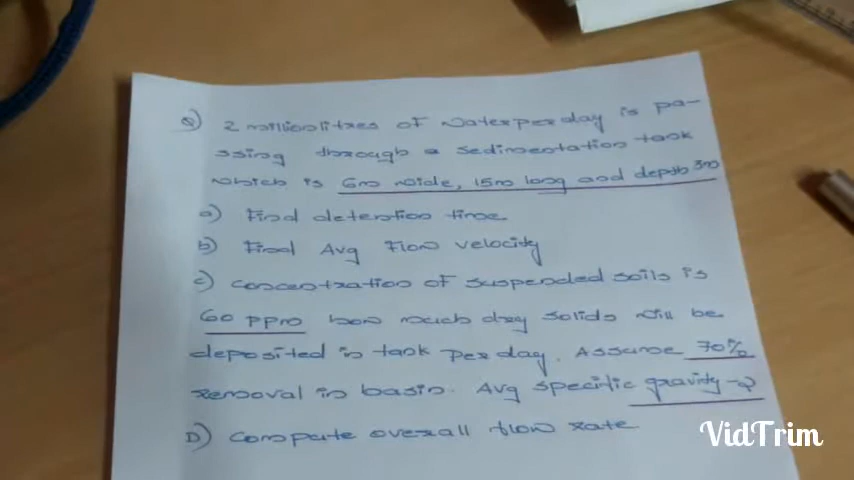 Q) 2 millionlitres of water per day is pa-
ssing through a sedimentation tank
which is 6m wide, 15m long and depth 3m
a) Find detention time
b) Find Avg Flow velocity
c) concentration of suspended soils is
60 ppm how much dry solids will be
deposited in tank per day. Assume 70%
removal in basin. Avg specific gravity - 2
D) compute overall flow rate.
VidTrim